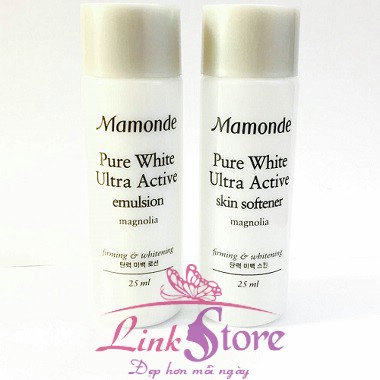 Mamonde
Pure White
Ultra Active
emulsion
magnolia
firming & whitening
탄력 미백 로션
25 ml
Mamonde
Pure White
Ultra Active
skin softener
magnolia
firming & whitening
탄력 미백 스킨
25 ml
Link Store
Đẹp hơn mỗi ngày